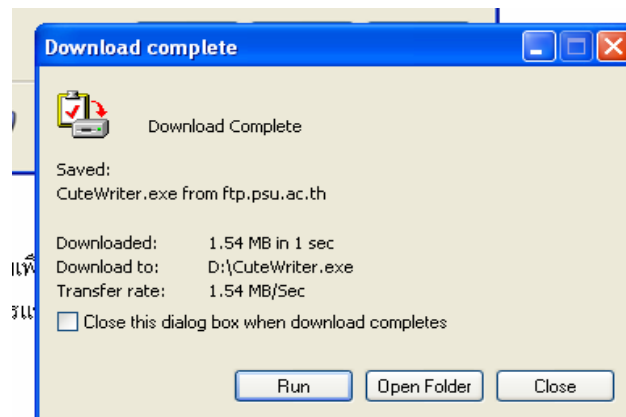 Download complete
Download Complete
Saved:
CuteWriter.exe from ftp.psu.ac.th
Downloaded: 1.54 MB in 1 sec
Download to: D:\CuteWriter.exe
Transfer rate: 1.54 MB/Sec
Close this dialog box when download completes
Run Open Folder Close